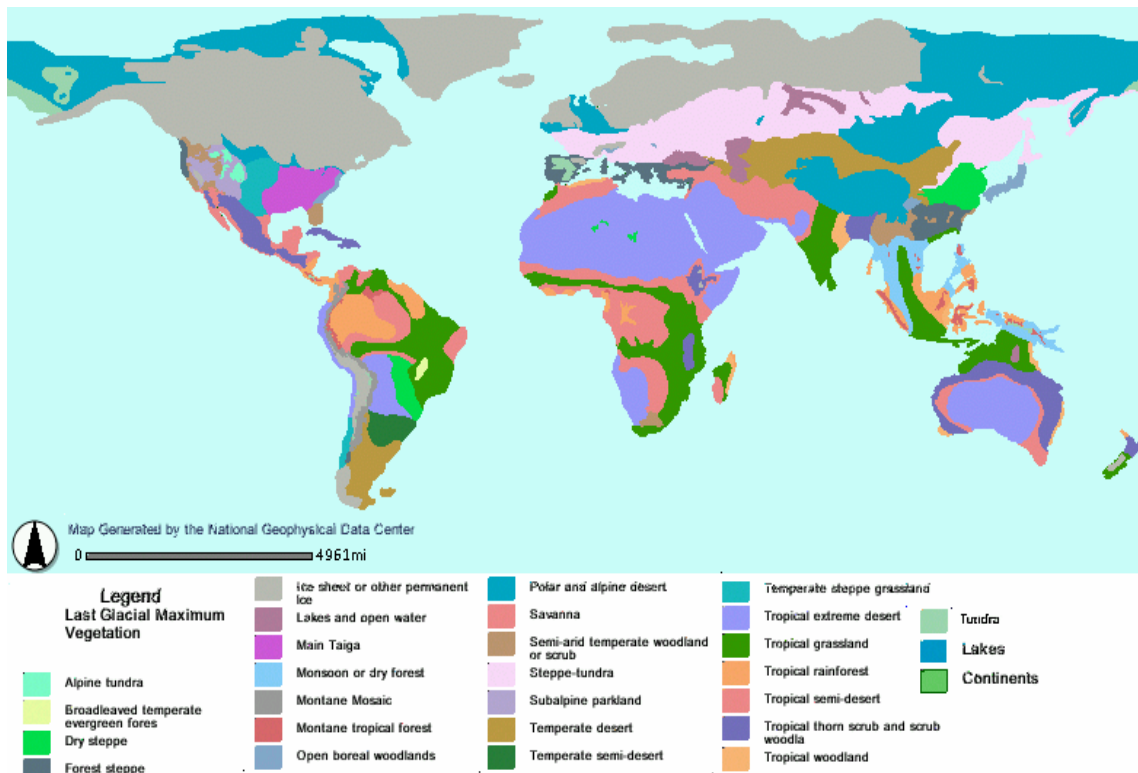 Map Generated by the National Geophysical Data Center
0 4961mi
Legend
Last Glacial Maximum
Vegetation
Alpine tundra
Broadleaved temperate
evergreen fores
Dry steppe
Forest steppe
Ice sheet or other permanent
Ice
Lakes and open water
Main Taiga
Monsoon or dry forest
Montane Mosaic
Montane tropical forest
Open boreal woodlands
Polar and alpine desert
Savanna
Semi-arid temperate woodland
or scrub
Steppe-tundra
Subalpine parkland
Temperate desert
Temperate semi-desert
Temperate steppe grassland
Tropical extreme desert
Tropical grassland
Tropical rainforest
Tropical semi-desert
Tropical thorn scrub and scrub
woodla
Tropical woodland
Tundra
Lakes
Continents